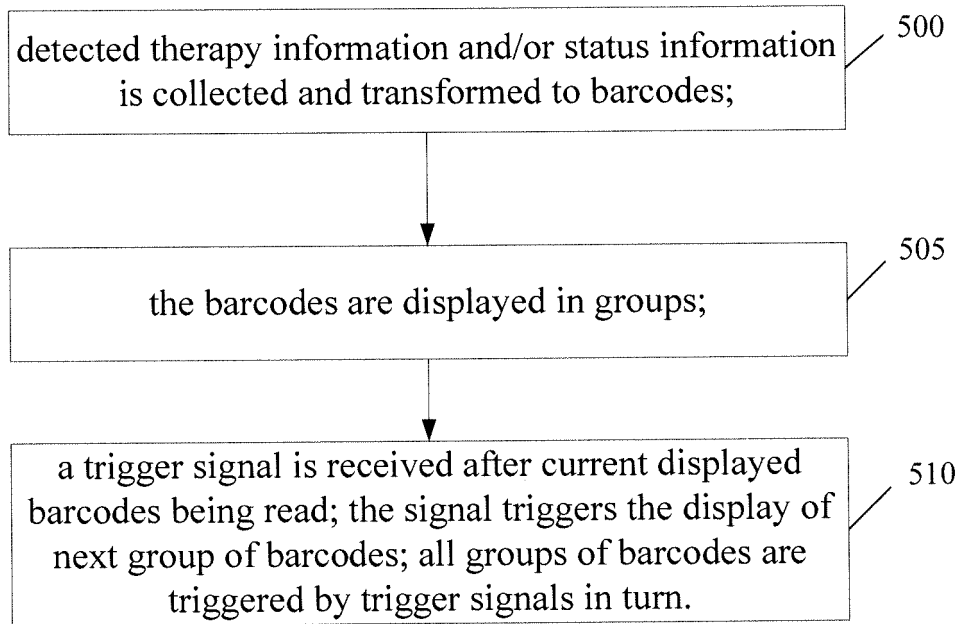 detected therapy information and/or status information
is collected and transformed to barcodes;
500
the barcodes are displayed in groups;
505
a trigger signal is received after current displayed
barcodes being read; the signal triggers the display of
next group of barcodes; all groups of barcodes are
triggered by trigger signals in turn.
510